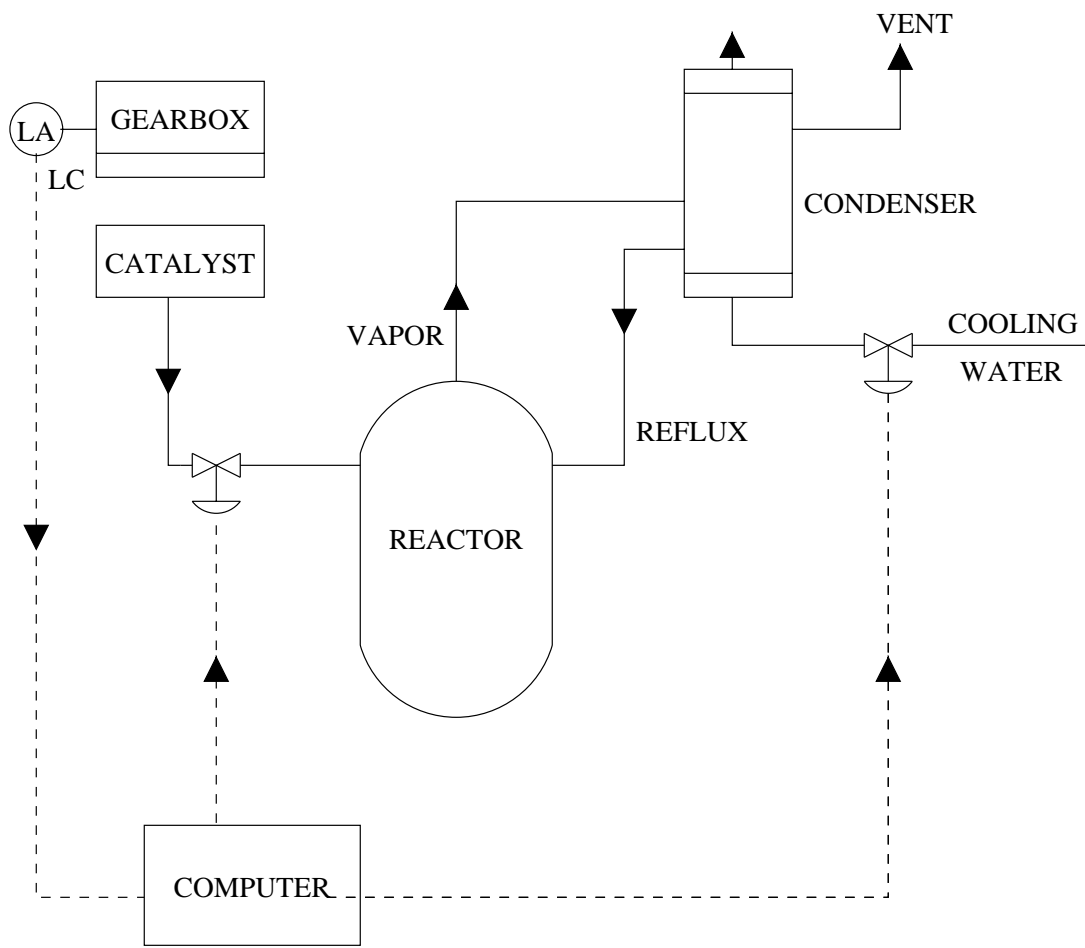 VENT
GEARBOX
LA
LC
CONDENSER
CATALYST
VAPOR
COOLING
WATER
REFLUX
REACTOR
COMPUTER